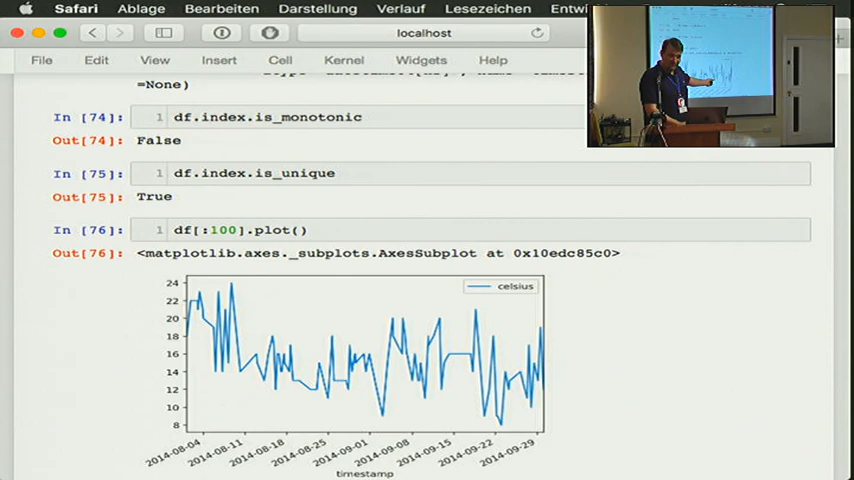 Safari Ablage Bearbeiten Darstellung Verlauf Lesezeichen
localhost
File Edit View Insert Cell Kernel Widgets Help
=None)
In [74]: 1 df.index.is_monotonic
Out[74]: False
In [75]: 1 df.index.is_unique
Out[75]: True
In [76]: 1 df[:100].plot()
Out[76]: <matplotlib.axes._subplots.AxesSubplot at 0x10edc85c0>
24
celsius
22
20
18
16
14
12
10
8
2014-08-04 2014-08-11 2014-08-18 2014-08-25 2014-09-01 2014-09-08 2014-09-15 2014-09-22 2014-09-29
timestamp